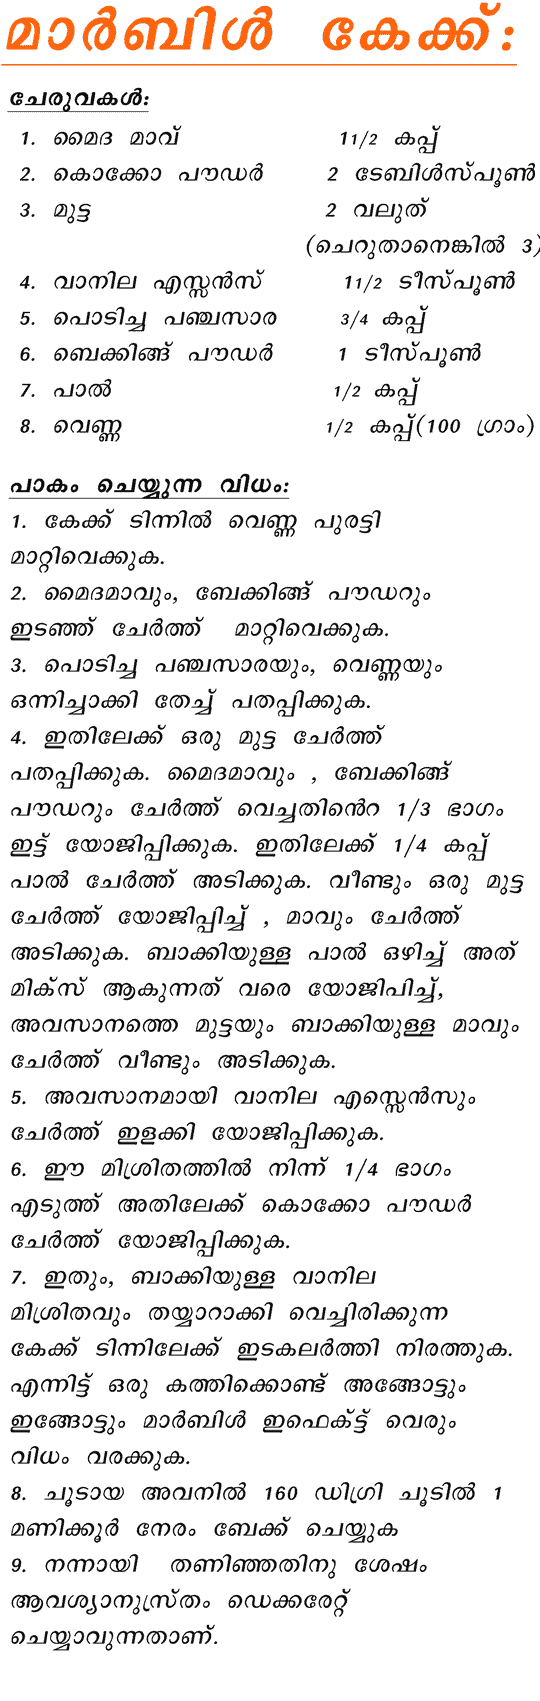 മാർബിൾ കേക്ക്:
ചേരുവകൾ:
1. മൈദ മാവ് 11/2 കപ്പ്
2. കൊക്കോ പൗഡർ 2 ടേബിൾസ്പൂൺ
3. മുട്ട 2 വലുത്
(ചെറുതാനെങ്കിൽ 3)
4. വാനില എസ്സൻസ് 11/2 ടീസ്പൂൺ
5. പൊടിച്ച പഞ്ചസാര 3/4 കപ്പ്
6. ബെക്കിങ്ങ് പൗഡർ 1 ടീസ്പൂൺ
7. പാൽ 1/2 കപ്പ്
8. വെണ്ണ 1/2 കപ്പ്(100 ഗ്രാം)
പാകം ചെയ്യുന്ന വിധം:
1. കേക്ക് ടിന്നിൽ വെണ്ണ പുരട്ടി
മാറ്റിവെക്കുക.
2. മൈദമാവും, ബേക്കിങ്ങ് പൗഡറും
ഇടഞ്ഞ് ചേർത്ത് മാറ്റിവെക്കുക.
3. പൊടിച്ച പഞ്ചസാരയും, വെണ്ണയും
ഒന്നിച്ചാക്കി തേച്ച് പതപ്പിക്കുക.
4. ഇതിലേക്ക് ഒരു മുട്ട ചേർത്ത്
പതപ്പിക്കുക. മൈദമാവും , ബേക്കിങ്ങ്
പൗഡറും ചേർത്ത് വെച്ചതിൻെറ 1/3 ഭാഗം
ഇട്ട് യോജിപ്പിക്കുക. ഇതിലേക്ക് 1/4 കപ്പ്
പാൽ ചേർത്ത് അടിക്കുക. വീണ്ടും ഒരു മുട്ട
ചേർത്ത് യോജിപ്പിച്ച് , മാവും ചേർത്ത്
അടിക്കുക. ബാക്കിയുള്ള പാൽ ഒഴിച്ച് അത്
മിക്സ് ആകുന്നത് വരെ യോജിപിച്ച്,
അവസാനത്തെ മുട്ടയും ബാക്കിയുള്ള മാവും
ചേർത്ത് വീണ്ടും അടിക്കുക.
5. അവസാനമായി വാനില എസ്സെൻസും
ചേർത്ത് ഇളക്കി യോജിപ്പിക്കുക.
6. ഈ മിശ്രിതത്തിൽ നിന്ന് 1/4 ഭാഗം
എടുത്ത് അതിലേക്ക് കൊക്കോ പൗഡർ
ചേർത്ത് യോജിപ്പിക്കുക.
7. ഇതും, ബാക്കിയുള്ള വാനില
മിശ്രിതവും തയ്യാറാക്കി വെച്ചിരിക്കുന്ന
കേക്ക് ടിന്നിലേക്ക് ഇടകലർത്തി നിരത്തുക.
എന്നിട്ട് ഒരു കത്തിക്കൊണ്ട് അങ്ങോട്ടും
ഇങ്ങോട്ടും മാർബിൾ ഇഫെക്ട്ട് വെരും
വിധം വരക്കുക.
8. ചൂടായ അവനിൽ 160 ഡിഗ്രി ചൂടിൽ 1
മണിക്കൂർ നേരം ബേക്ക് ചെയ്യുക
9. നന്നായി തണിഞ്ഞതിനു ശേഷം
ആവശ്യാനുസ്രതം ഡെക്കരേറ്റ്
ചെയ്യാവുന്നതാണ്.